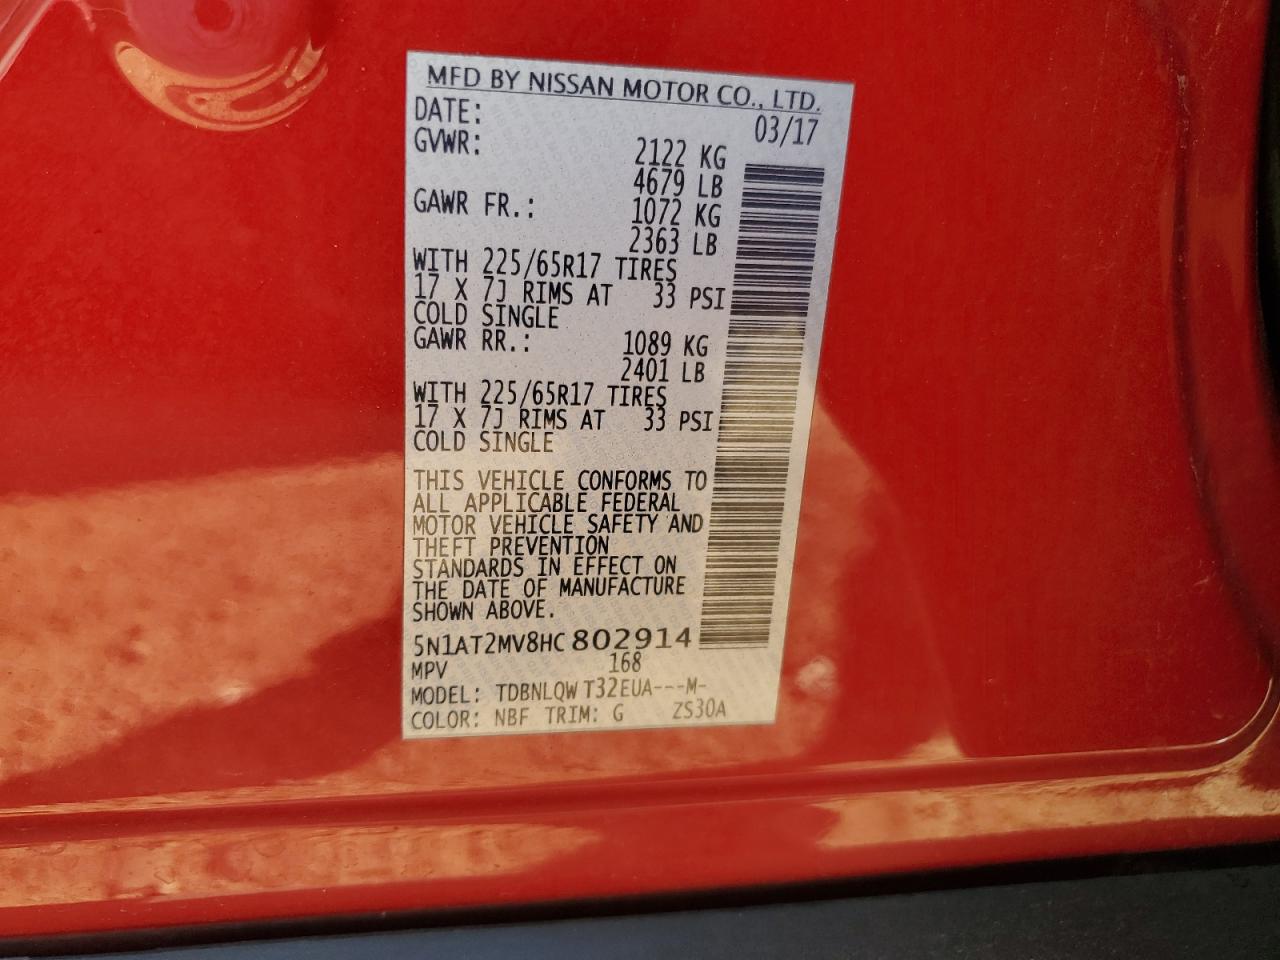 MFD BY NISSAN MOTOR CO., LTD.
DATE: 03/17
GVWR: 2122 KG
4679 LB
GAWR FR.: 1072 KG
2363 LB
WITH 225/65R17 TIRES
17 X 7J RIMS AT 33 PSI
COLD SINGLE
GAWR RR.: 1089 KG
2401 LB
WITH 225/65R17 TIRES
17 X 7J RIMS AT 33 PSI
COLD SINGLE
THIS VEHICLE CONFORMS TO
ALL APPLICABLE FEDERAL
MOTOR VEHICLE SAFETY AND
THEFT PREVENTION
STANDARDS IN EFFECT ON
THE DATE OF MANUFACTURE
SHOWN ABOVE.
5N1AT2MV8HC802914
MPV 168
MODEL: TDBNLQW T32EUA---M-
COLOR: NBF TRIM: G ZS30A